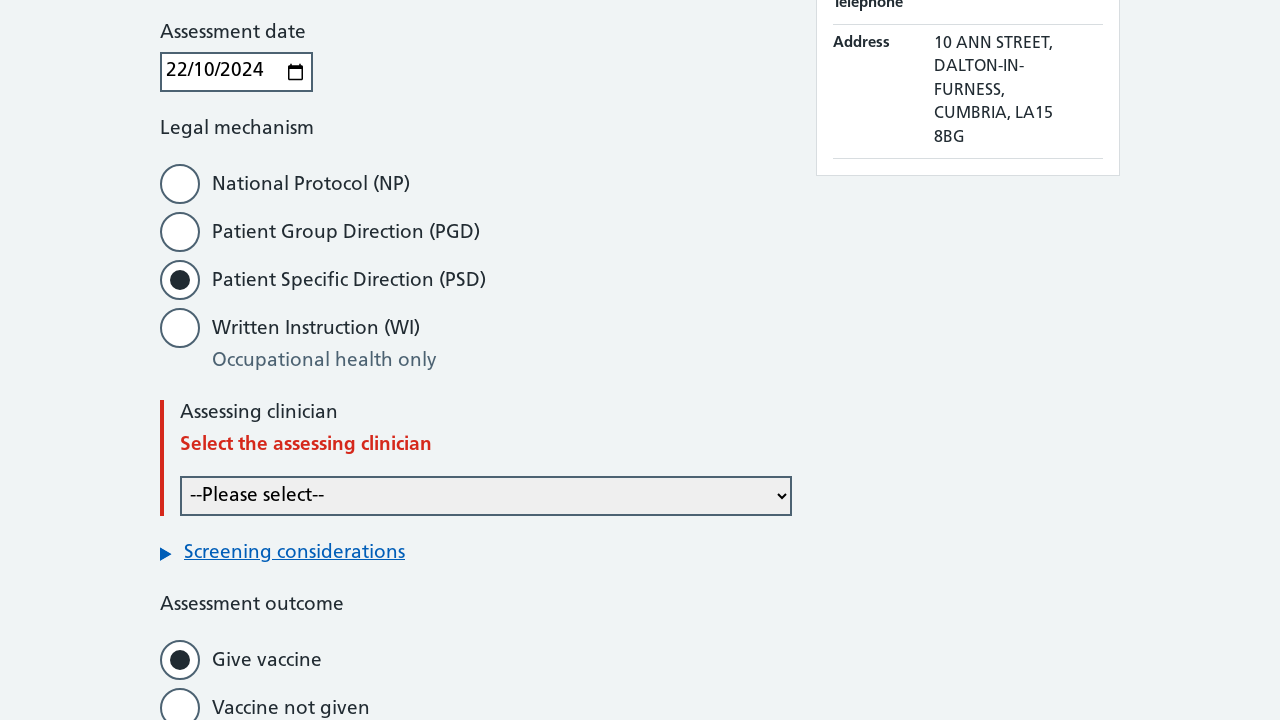 Assessment date
22/10/2024
Legal mechanism
National Protocol (NP)
Patient Group Direction (PGD)
Patient Specific Direction (PSD)
Written Instruction (WI)
Occupational health only
Assessing clinician
Select the assessing clinician
--Please select--
Screening considerations
Assessment outcome
Give vaccine
Vaccine not given
Telephone
Address
10 ANN STREET,
DALTON-IN-
FURNESS,
CUMBRIA, LA15
8BG